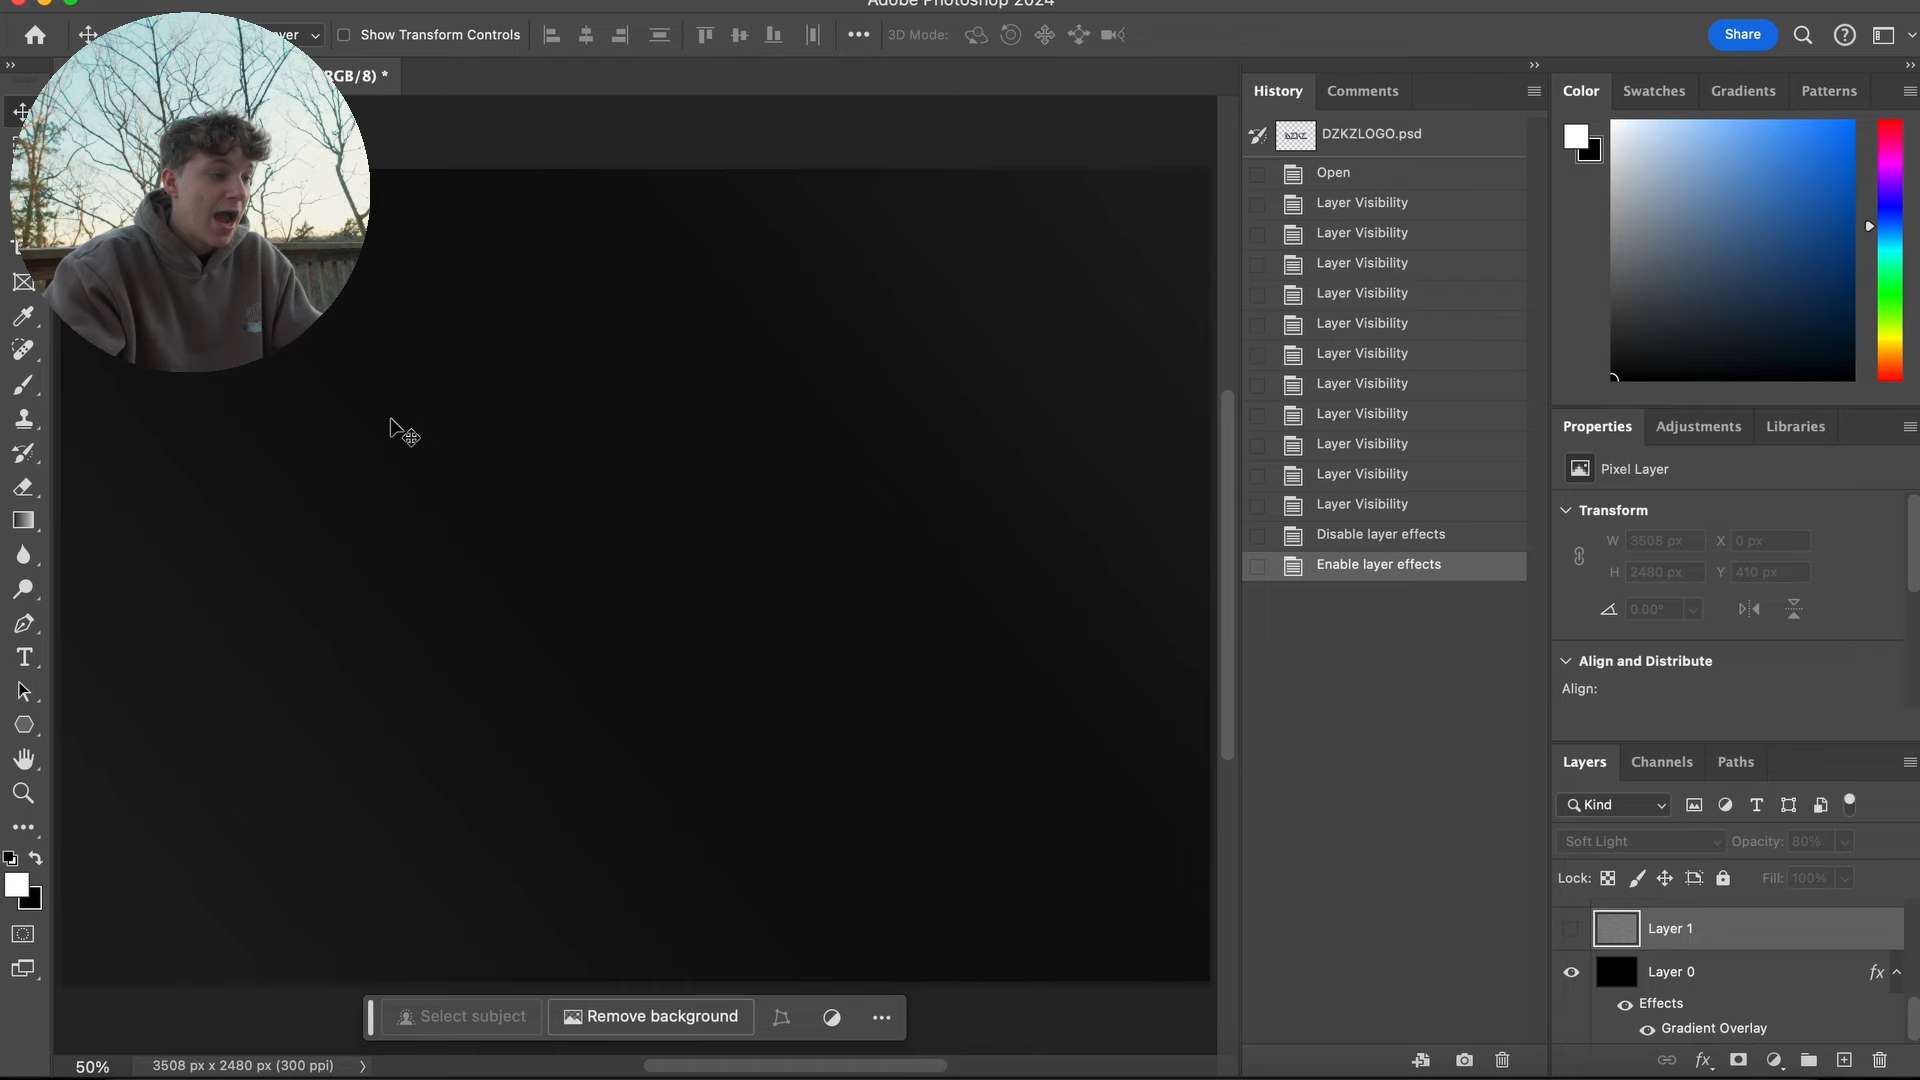 Adobe Photoshop 2024
Show Transform Controls
3D Mode:
Share
RGB/8) *
History
Comments
DZKZLOGO.psd
Open
Layer Visibility
Layer Visibility
Layer Visibility
Layer Visibility
Layer Visibility
Layer Visibility
Layer Visibility
Layer Visibility
Layer Visibility
Layer Visibility
Layer Visibility
Disable layer effects
Enable layer effects
Color
Swatches
Gradients
Patterns
Properties
Adjustments
Libraries
Pixel Layer
Transform
W 3508 px X 0 px
H 2480 px Y 410 px
0.00°
Align and Distribute
Align:
Layers
Channels
Paths
Kind
Soft Light
Opacity: 80%
Lock:
Fill: 100%
Layer 1
Layer 0
fx
Effects
Gradient Overlay
fx
Select subject
Remove background
50%
3508 px x 2480 px (300 ppi)